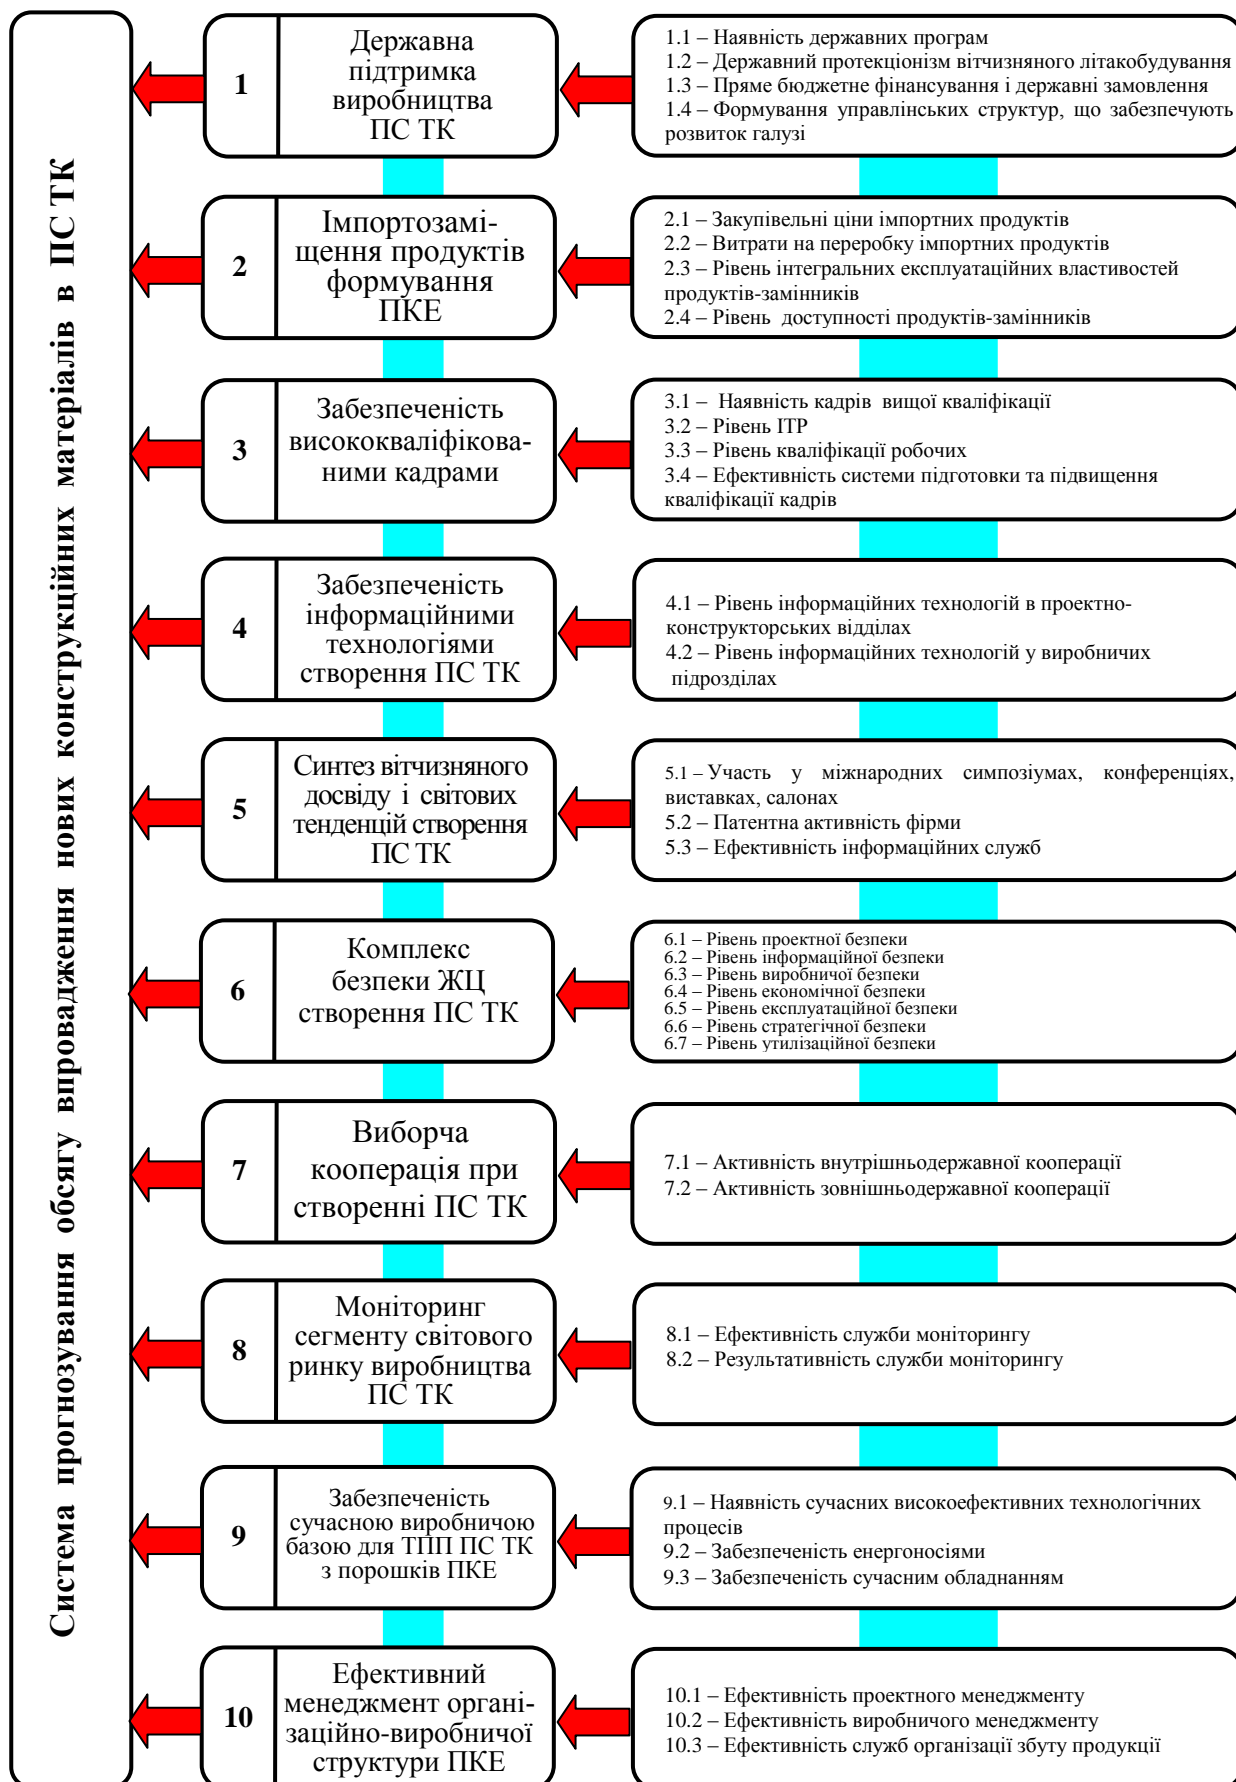 Система прогнозування обсягу впровадження нових конструкційних матеріалів в ПС ТК
1
Державна
підтримка
виробництва
ПС ТК
1.1 – Наявність державних програм
1.2 – Державний протекціонізм вітчизняного літакобудування
1.3 – Пряме бюджетне фінансування і державні замовлення
1.4 – Формування управлінських структур, що забезпечують
розвиток галузі
2
Імпортозамі-
щення продуктів
формування
ПКЕ
2.1 – Закупівельні ціни імпортних продуктів
2.2 – Витрати на переробку імпортних продуктів
2.3 – Рівень інтегральних експлуатаційних властивостей
продуктів-замінників
2.4 – Рівень доступності продуктів-замінників
3
Забезпеченість
висококваліфікова-
ними кадрами
3.1 – Наявність кадрів вищої кваліфікації
3.2 – Рівень ІТР
3.3 – Рівень кваліфікації робочих
3.4 – Ефективність системи підготовки та підвищення
кваліфікації кадрів
4
Забезпеченість
інформаційними
технологіями
створення ПС ТК
4.1 – Рівень інформаційних технологій в проектно-
конструкторських відділах
4.2 – Рівень інформаційних технологій у виробничих
підрозділах
5
Синтез вітчизняного
досвіду і світових
тенденцій створення
ПС ТК
5.1 – Участь у міжнародних симпозіумах, конференціях,
виставках, салонах
5.2 – Патентна активність фірми
5.3 – Ефективність інформаційних служб
6
Комплекс
безпеки ЖЦ
створення ПС ТК
6.1 – Рівень проектної безпеки
6.2 – Рівень інформаційної безпеки
6.3 – Рівень виробничої безпеки
6.4 – Рівень економічної безпеки
6.5 – Рівень експлуатаційної безпеки
6.6 – Рівень стратегічної безпеки
6.7 – Рівень утилізаційної безпеки
7
Виборча
кооперація при
створенні ПС ТК
7.1 – Активність внутрішньодержавної кооперації
7.2 – Активність зовнішньодержавної кооперації
8
Моніторинг
сегменту світового
ринку виробництва
ПС ТК
8.1 – Ефективність служби моніторингу
8.2 – Результативність служби моніторингу
9
Забезпеченість
сучасною виробничою
базою для ТПП ПС ТК
з порошків ПКЕ
9.1 – Наявність сучасних високоефективних технологічних
процесів
9.2 – Забезпеченість енергоносіями
9.3 – Забезпеченість сучасним обладнанням
10
Ефективний
менеджмент органі-
заційно-виробничої
структури ПКЕ
10.1 – Ефективність проектного менеджменту
10.2 – Ефективність виробничого менеджменту
10.3 – Ефективність служб організації збуту продукції